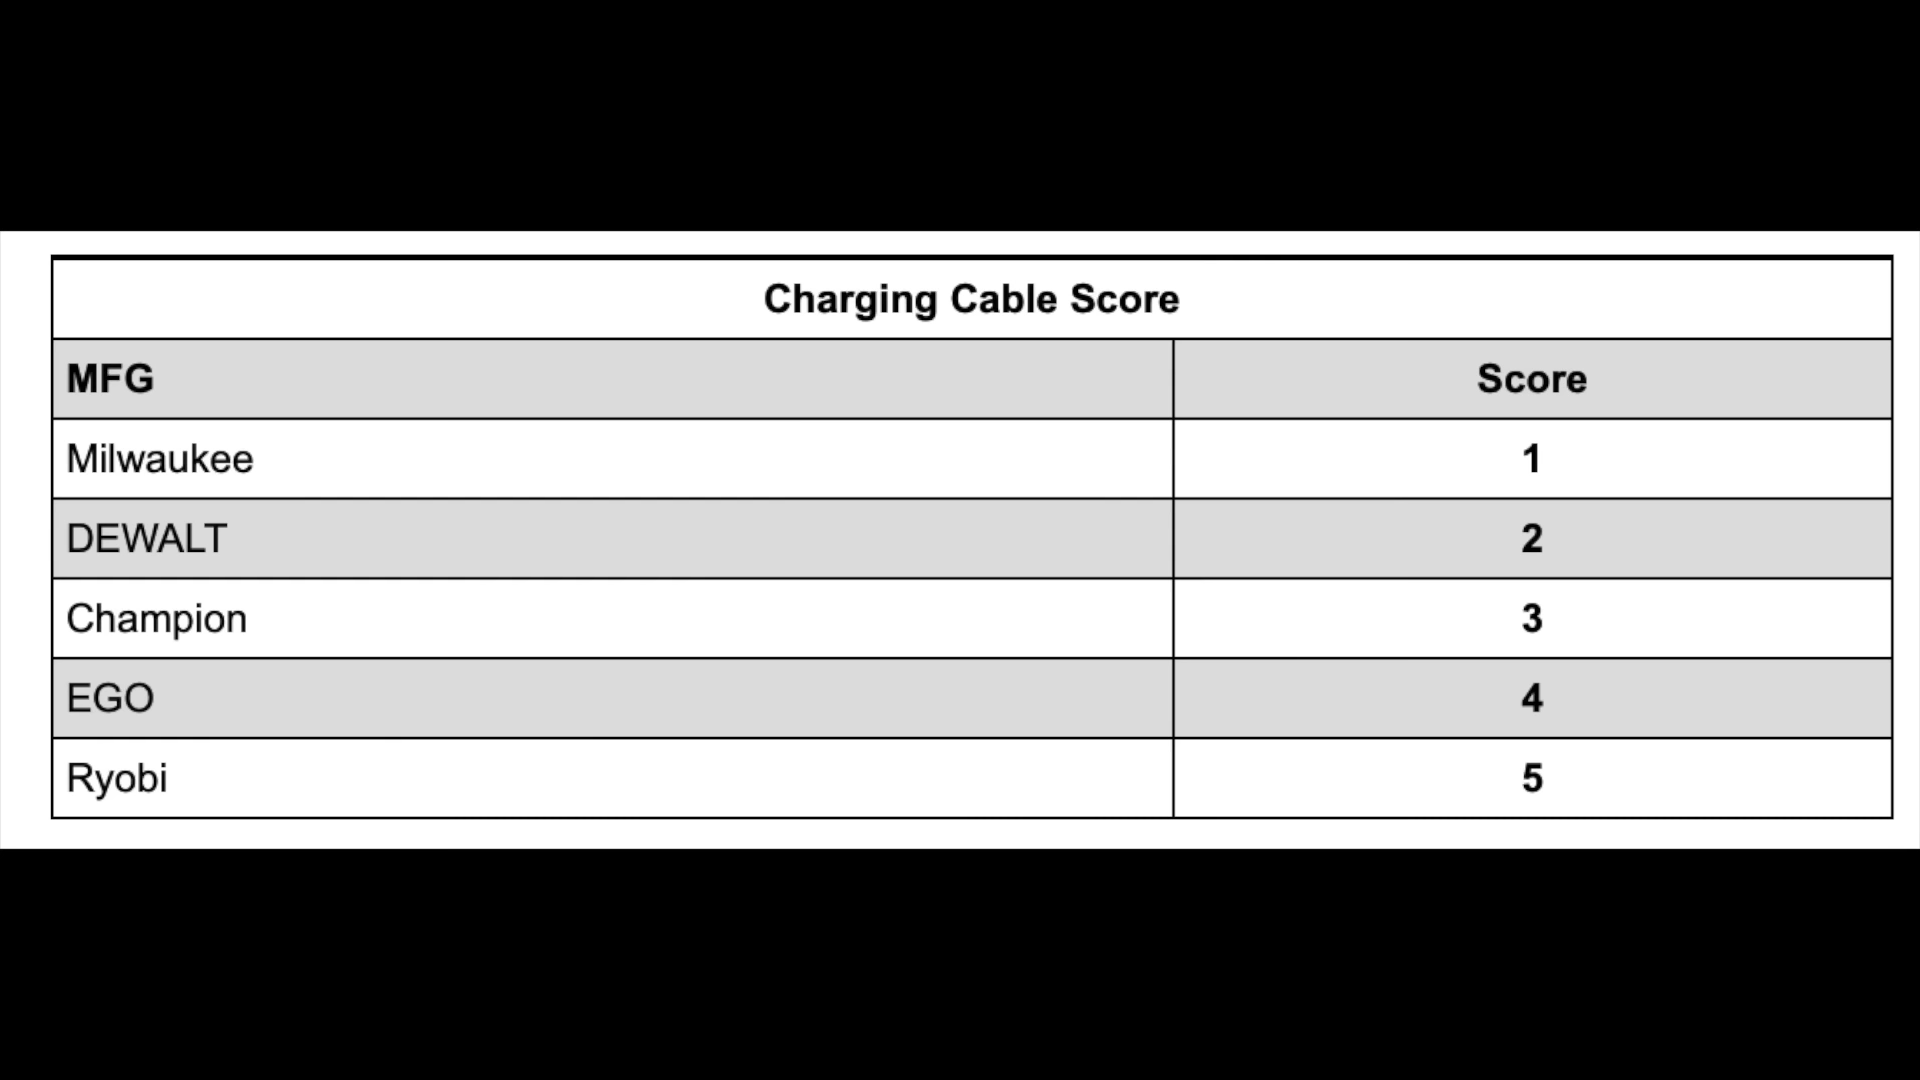 Charging Cable Score
MFG Score
Milwaukee 1
DEWALT 2
Champion 3
EGO 4
Ryobi 5